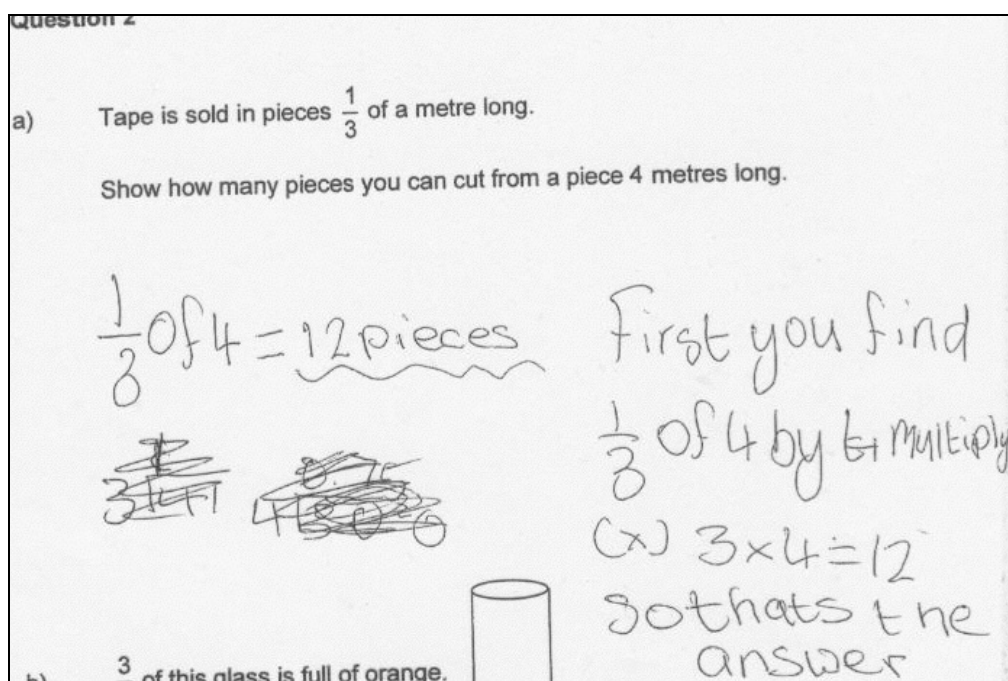 Question 2
a) Tape is sold in pieces 1/3 of a metre long.
Show how many pieces you can cut from a piece 4 metres long.
1/3 of 4 = 12 pieces
First you find
1/3 of 4 by Multiply
(x) 3×4=12
So thats the
answer
b) 3 of this glass is full of orange.